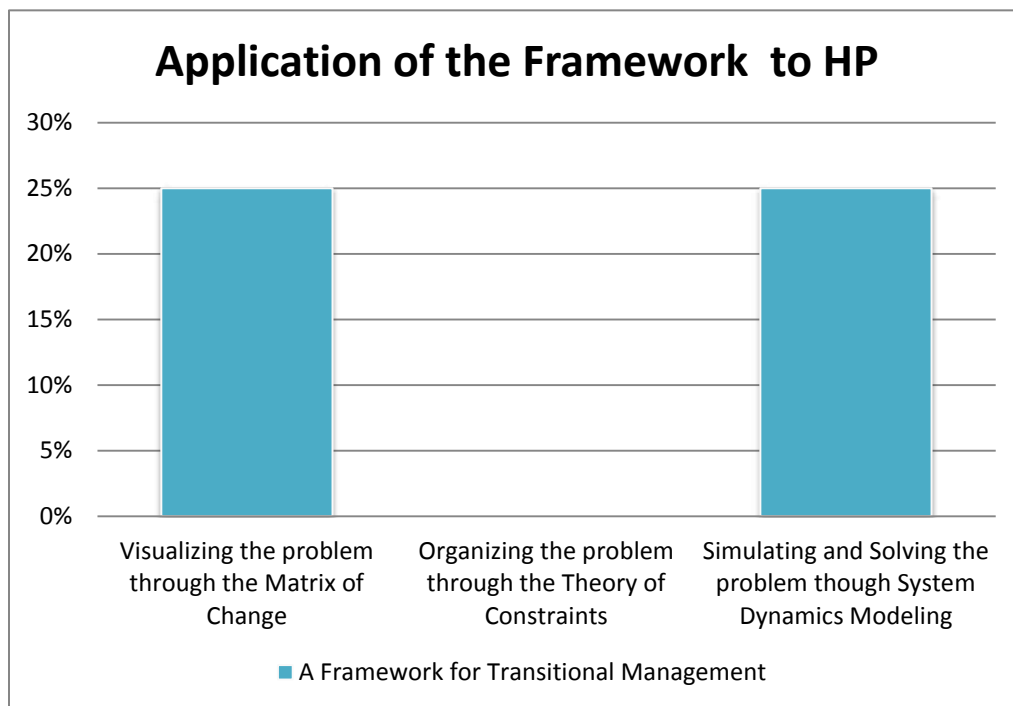 Application of the Framework to HP
30%
25%
20%
15%
10%
5%
0%
Visualizing the problem
through the Matrix of
Change
Organizing the problem
through the Theory of
Constraints
Simulating and Solving the
problem though System
Dynamics Modeling
A Framework for Transitional Management